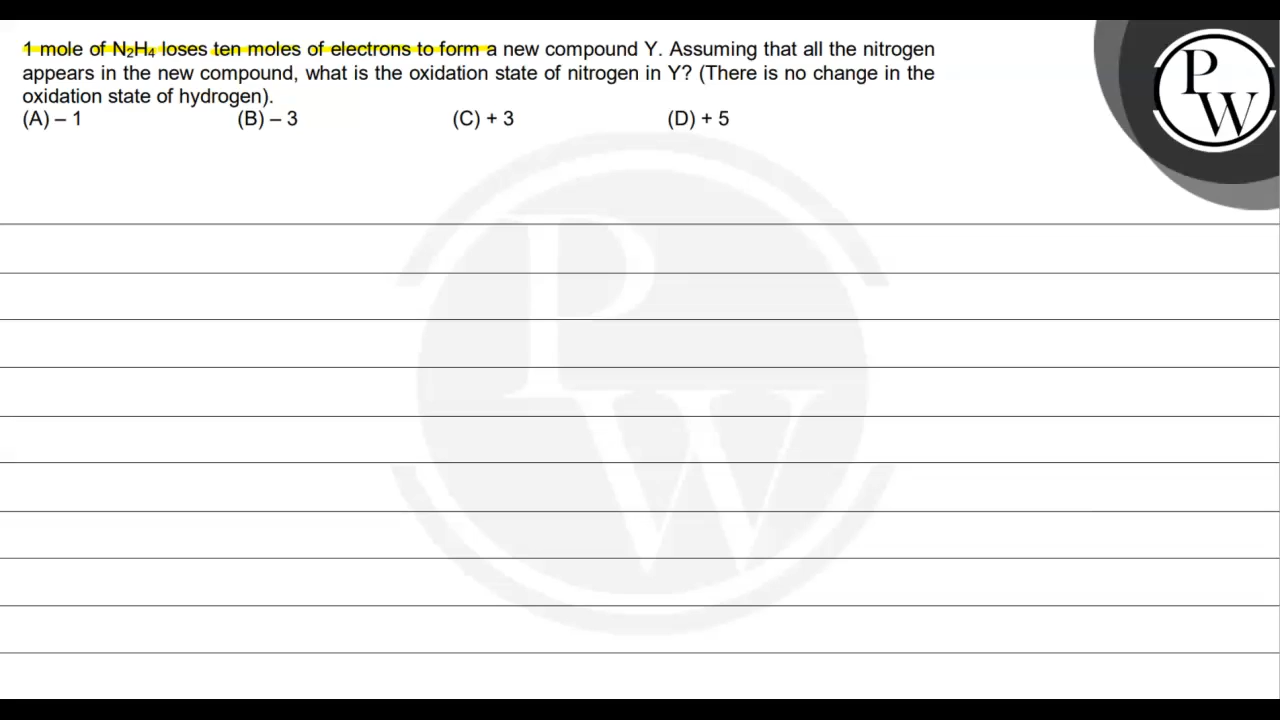 1 mole of N₂H₄ loses ten moles of electrons to form a new compound Y. Assuming that all the nitrogen
appears in the new compound, what is the oxidation state of nitrogen in Y? (There is no change in the
oxidation state of hydrogen).
(A) – 1 (B) – 3 (C) + 3 (D) + 5
P
W
P
W